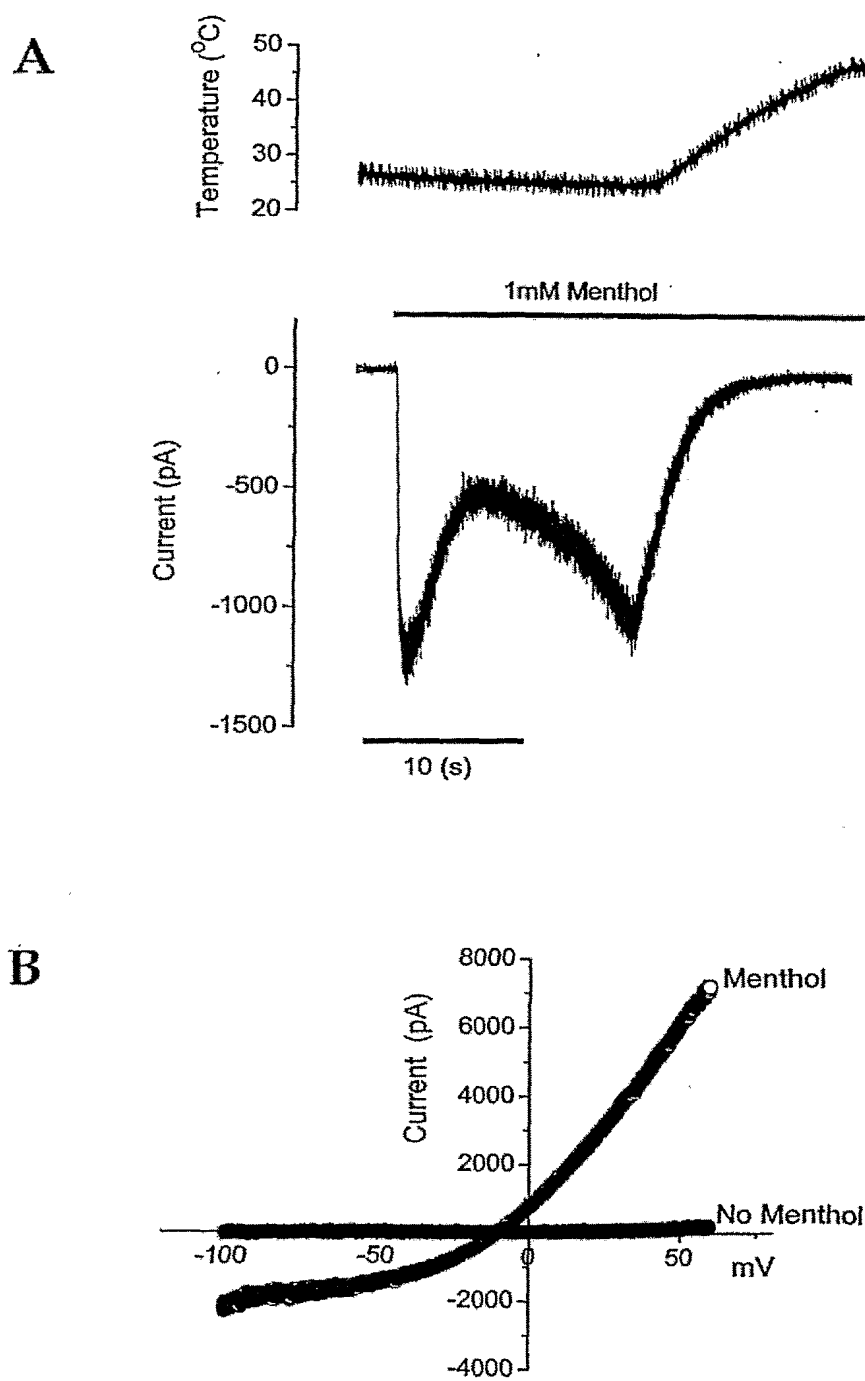 A
Temperature (°C)
50
40
30
20
1mM Menthol
Current (pA)
0
-500
-1000
-1500
10 (s)
B
Current (pA)
8000
6000
4000
2000
-2000
-4000
Menthol
No Menthol
-100
-50
0
50
mV